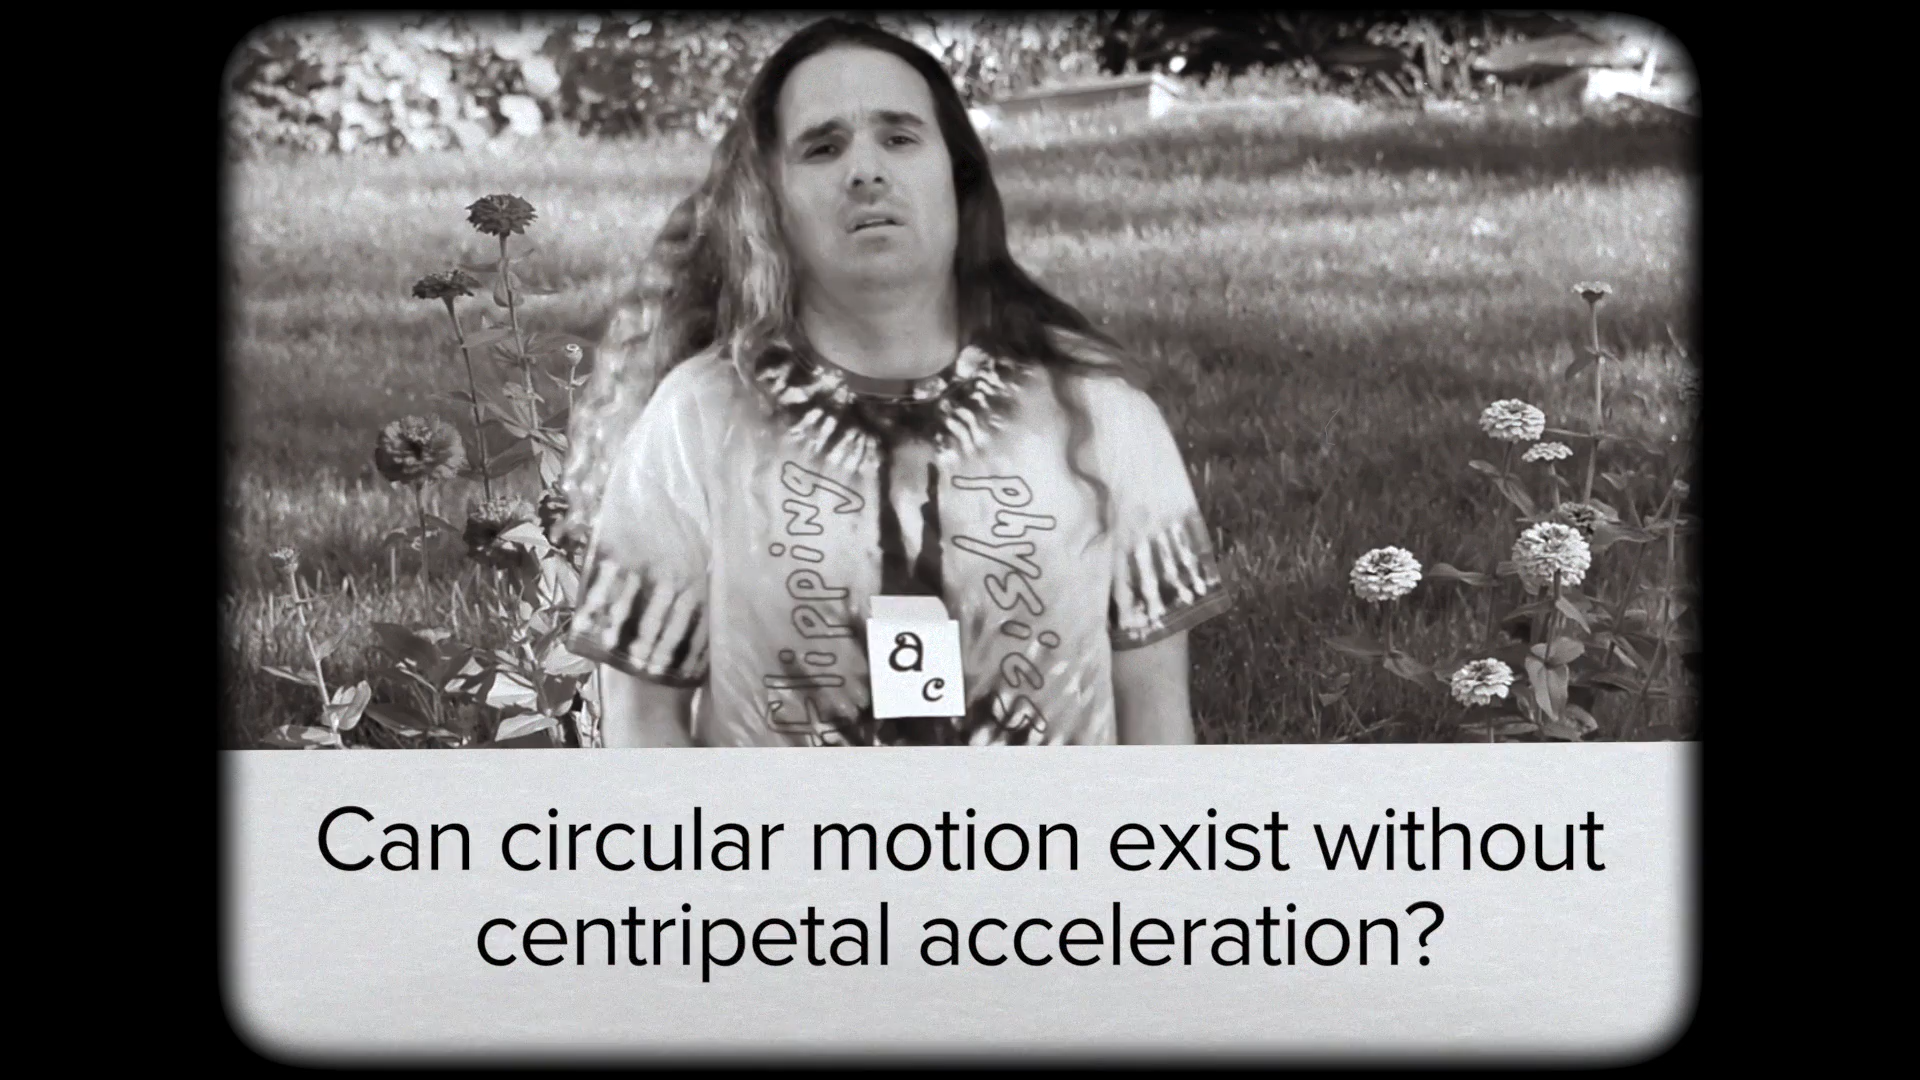 Flipping
Physics
a
c
Can circular motion exist without
centripetal acceleration?